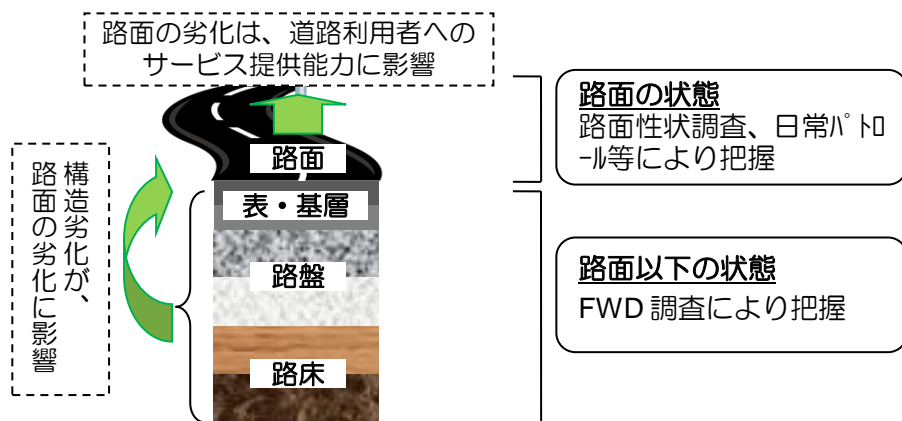 路面の劣化は、道路利用者への
サービス提供能力に影響
路面
表・基層
路盤
路床
構造劣化が、
路面の劣化に影響
路面の状態
路面性状調査、日常ﾊﾟﾄﾛ
ｰﾙ等により把握
路面以下の状態
FWD 調査により把握